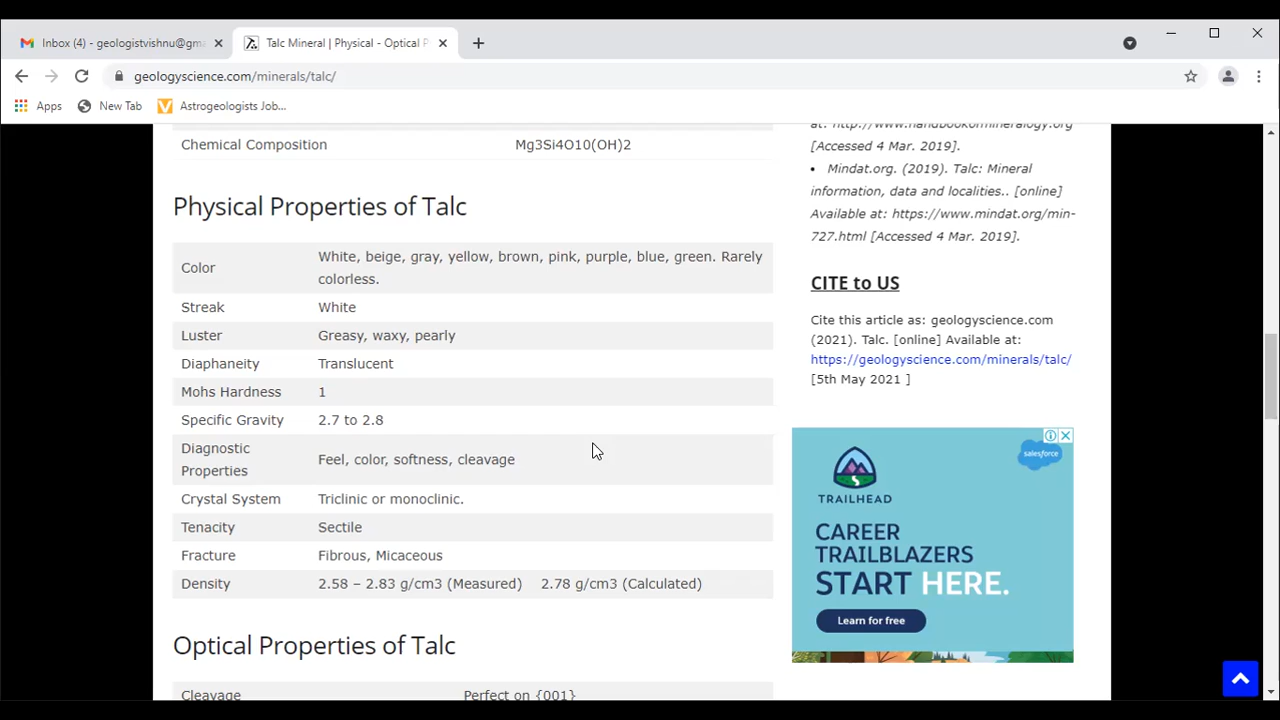 Inbox (4) - geologistvishnu@gma
Talc Mineral | Physical - Optical P
geologyscience.com/minerals/talc/
Apps
New Tab
Astrogeologists Job...
Chemical Composition Mg3Si4O10(OH)2
Physical Properties of Talc
Color White, beige, gray, yellow, brown, pink, purple, blue, green. Rarely
colorless.
Streak White
Luster Greasy, waxy, pearly
Diaphaneity Translucent
Mohs Hardness 1
Specific Gravity 2.7 to 2.8
Diagnostic
Properties Feel, color, softness, cleavage
Crystal System Triclinic or monoclinic.
Tenacity Sectile
Fracture Fibrous, Micaceous
Density 2.58 – 2.83 g/cm3 (Measured) 2.78 g/cm3 (Calculated)
Optical Properties of Talc
Cleavage Perfect on {001}
at: http://www.handbookofmineralogy.org
[Accessed 4 Mar. 2019].
• Mindat.org. (2019). Talc: Mineral
information, data and localities.. [online]
Available at: https://www.mindat.org/min-
727.html [Accessed 4 Mar. 2019].
CITE to US
Cite this article as: geologyscience.com
(2021). Talc. [online] Available at:
https://geologyscience.com/minerals/talc/
[5th May 2021 ]
salesforce
TRAILHEAD
CAREER
TRAILBLAZERS
START HERE.
Learn for free